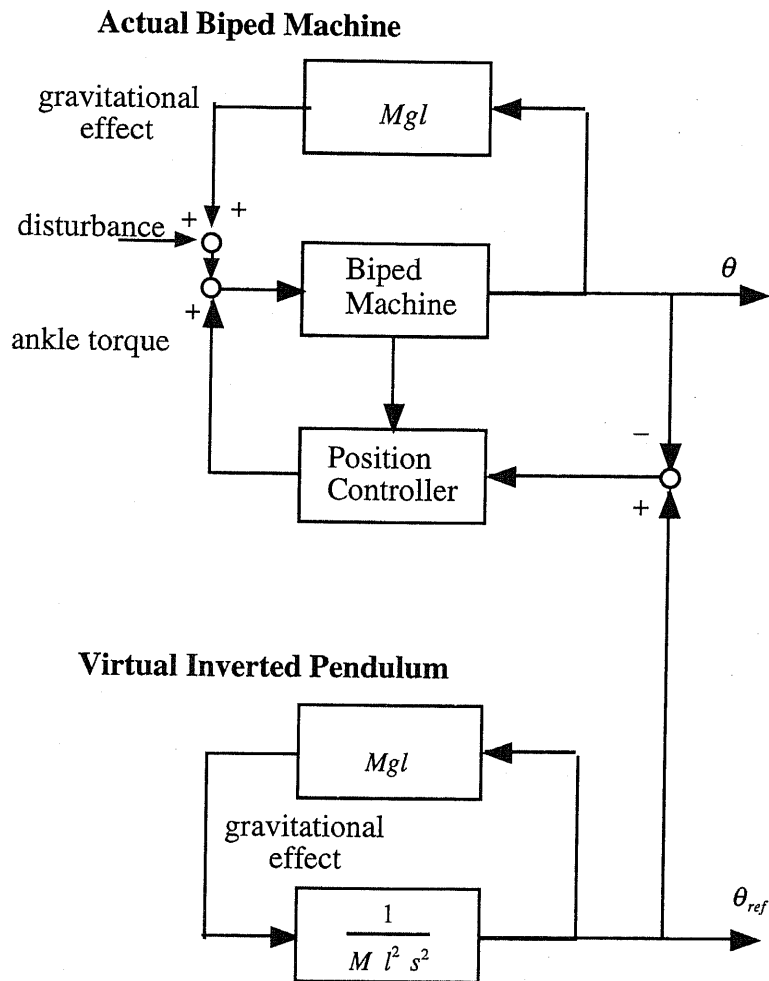 Actual Biped Machine
gravitational
effect
Mgl
+
+
disturbance
Biped
Machine
θ
+
ankle torque
Position
Controller
−
+
Virtual Inverted Pendulum
Mgl
gravitational
effect
1
M l² s²
θref